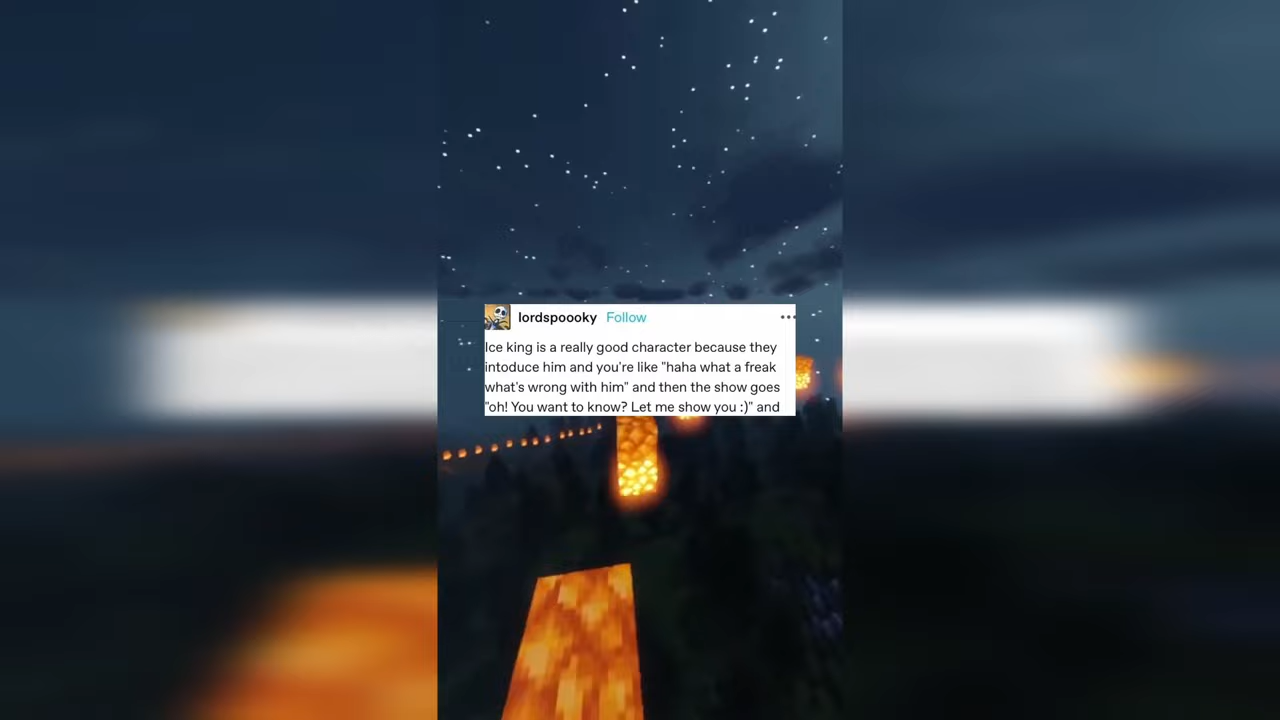 lordspoooky Follow
Ice king is a really good character because they
intoduce him and you're like "haha what a freak
what's wrong with him" and then the show goes
"oh! You want to know? Let me show you :)" and